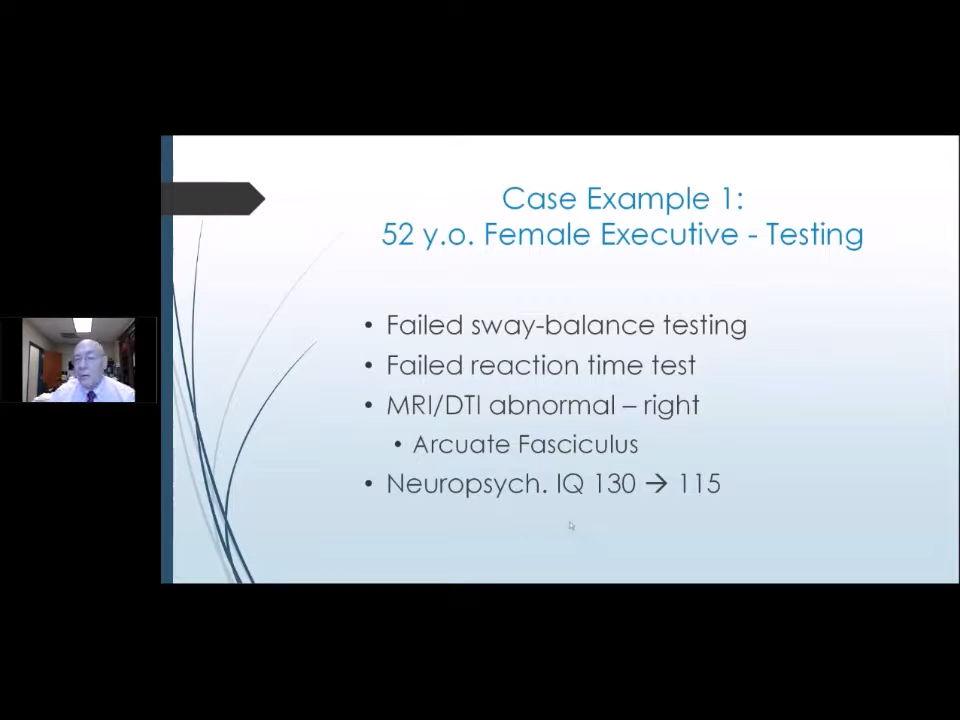 Case Example 1:
52 y.o. Female Executive - Testing
• Failed sway-balance testing
• Failed reaction time test
• MRI/DTI abnormal – right
• Arcuate Fasciculus
• Neuropsych. IQ 130 → 115